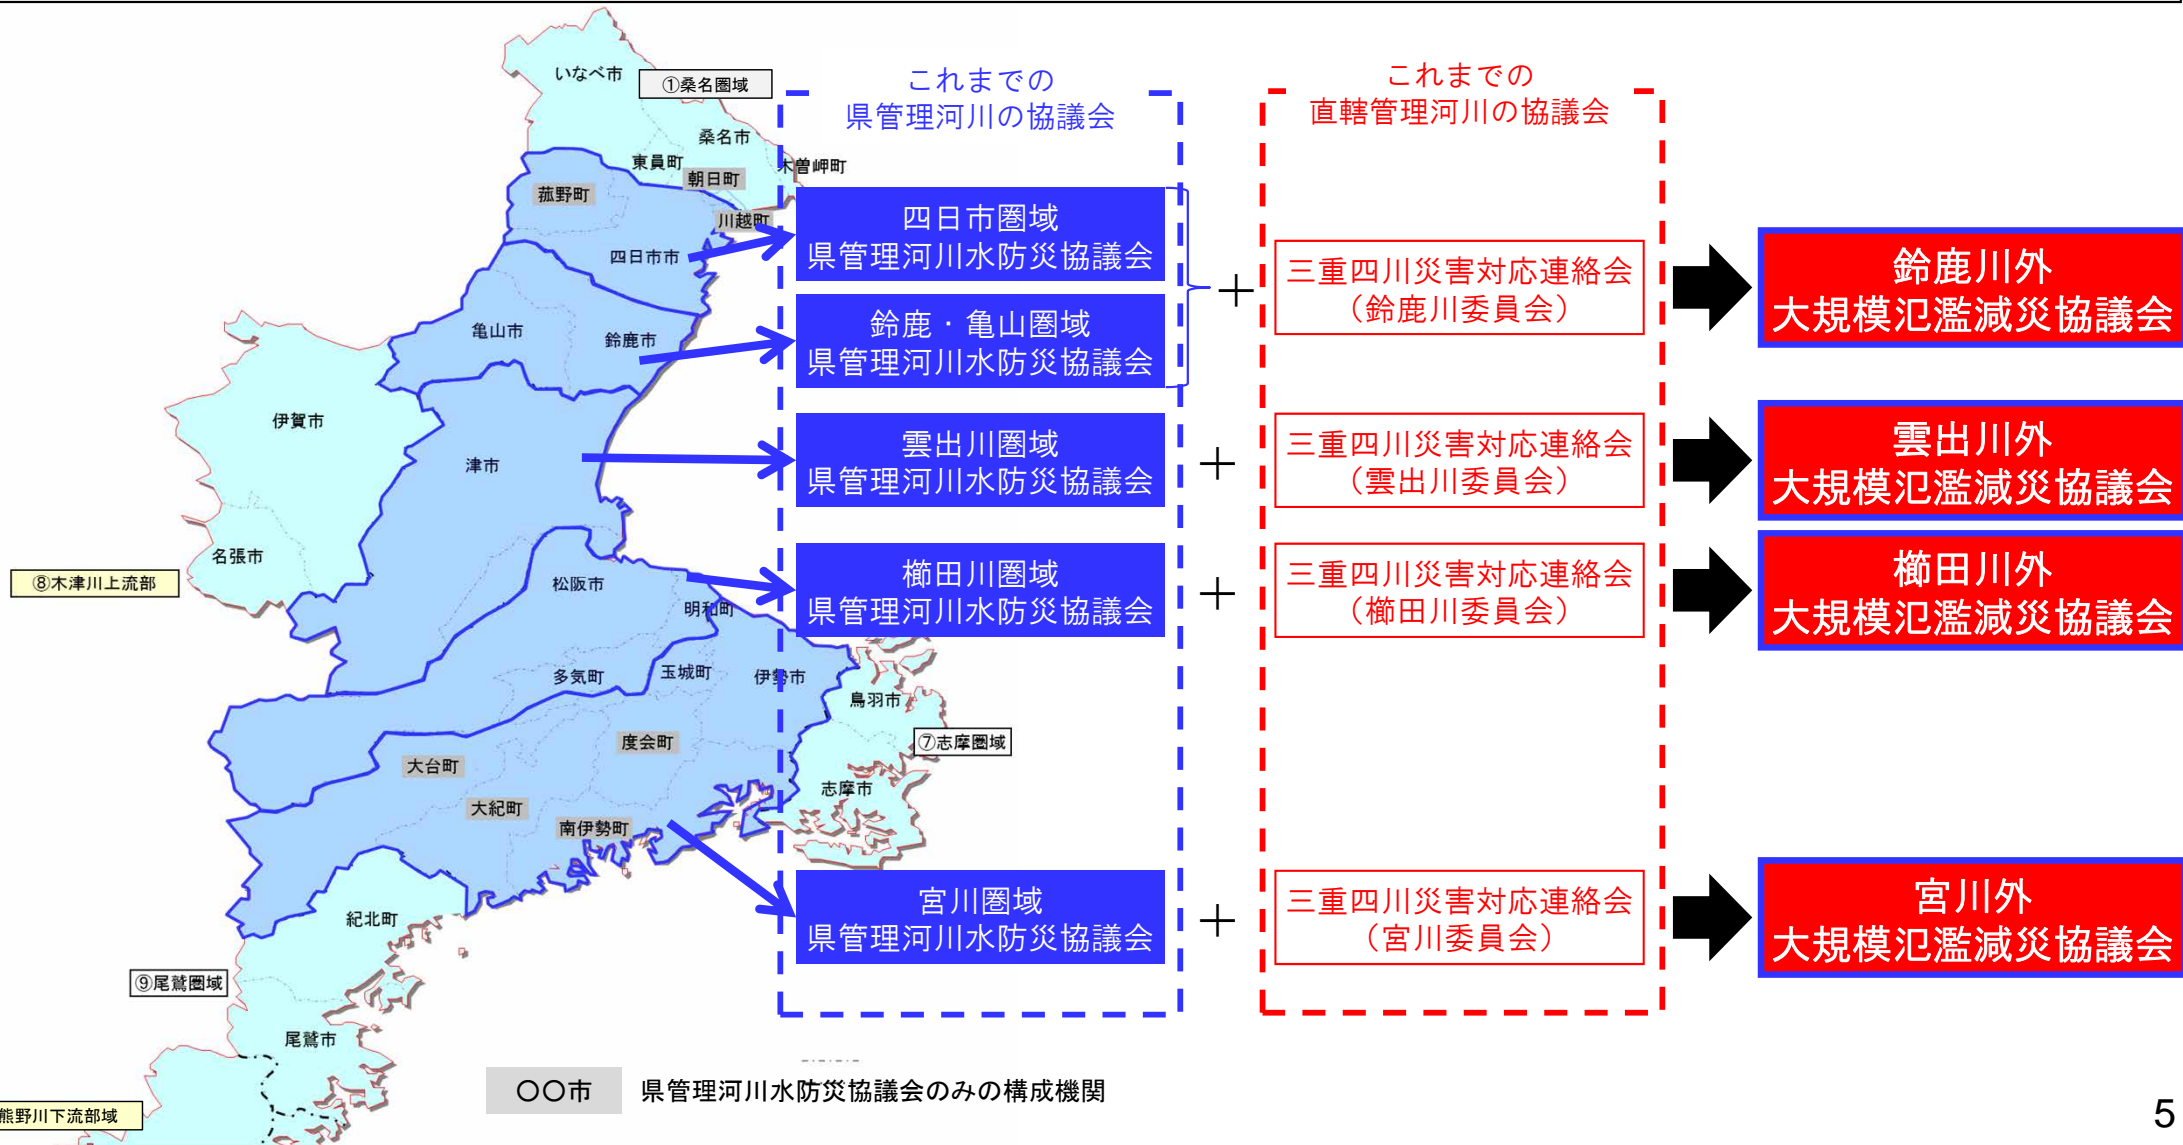 いなべ市
①桑名圏域
桑名市
東員町
木曽岬町
朝日町
菰野町
川越町
四日市市
亀山市
鈴鹿市
伊賀市
津市
名張市
⑧木津川上流部
松阪市
明和町
多気町
玉城町
伊勢市
鳥羽市
⑦志摩圏域
度会町
大台町
志摩市
大紀町
南伊勢町
紀北町
⑨尾鷲圏域
尾鷲市
熊野川下流部域
これまでの
県管理河川の協議会
四日市圏域
県管理河川水防災協議会
鈴鹿・亀山圏域
県管理河川水防災協議会
雲出川圏域
県管理河川水防災協議会
櫛田川圏域
県管理河川水防災協議会
宮川圏域
県管理河川水防災協議会
+
+
+
+
これまでの
直轄管理河川の協議会
三重四川災害対応連絡会
（鈴鹿川委員会）
三重四川災害対応連絡会
（雲出川委員会）
三重四川災害対応連絡会
（櫛田川委員会）
三重四川災害対応連絡会
（宮川委員会）
鈴鹿川外
大規模氾濫減災協議会
雲出川外
大規模氾濫減災協議会
櫛田川外
大規模氾濫減災協議会
宮川外
大規模氾濫減災協議会
〇〇市 県管理河川水防災協議会のみの構成機関
5